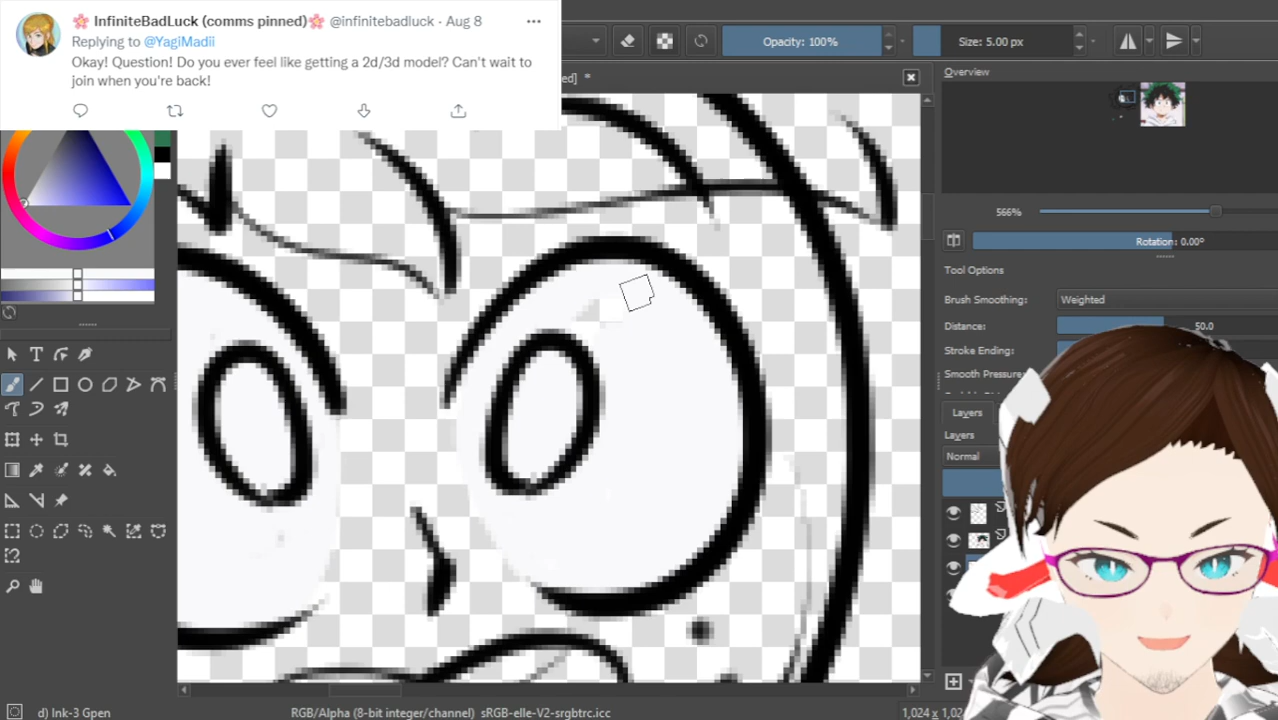 InfiniteBadLuck (comms pinned) @infinitebadluck · Aug 8
Replying to @YagiMadii
Okay! Question! Do you ever feel like getting a 2d/3d model? Can't wait to
join when you're back!
Opacity: 100%
Size: 5.00 px
ed] *
Overview
566%
Rotation: 0.00°
Tool Options
Brush Smoothing:
Weighted
Distance:
50.0
Stroke Ending:
Smooth Pressure:
Layers
Layers
Normal
d) Ink-3 Gpen
RGB/Alpha (8-bit integer/channel) sRGB-elle-V2-srgbtrc.icc
1,024 x 1,02